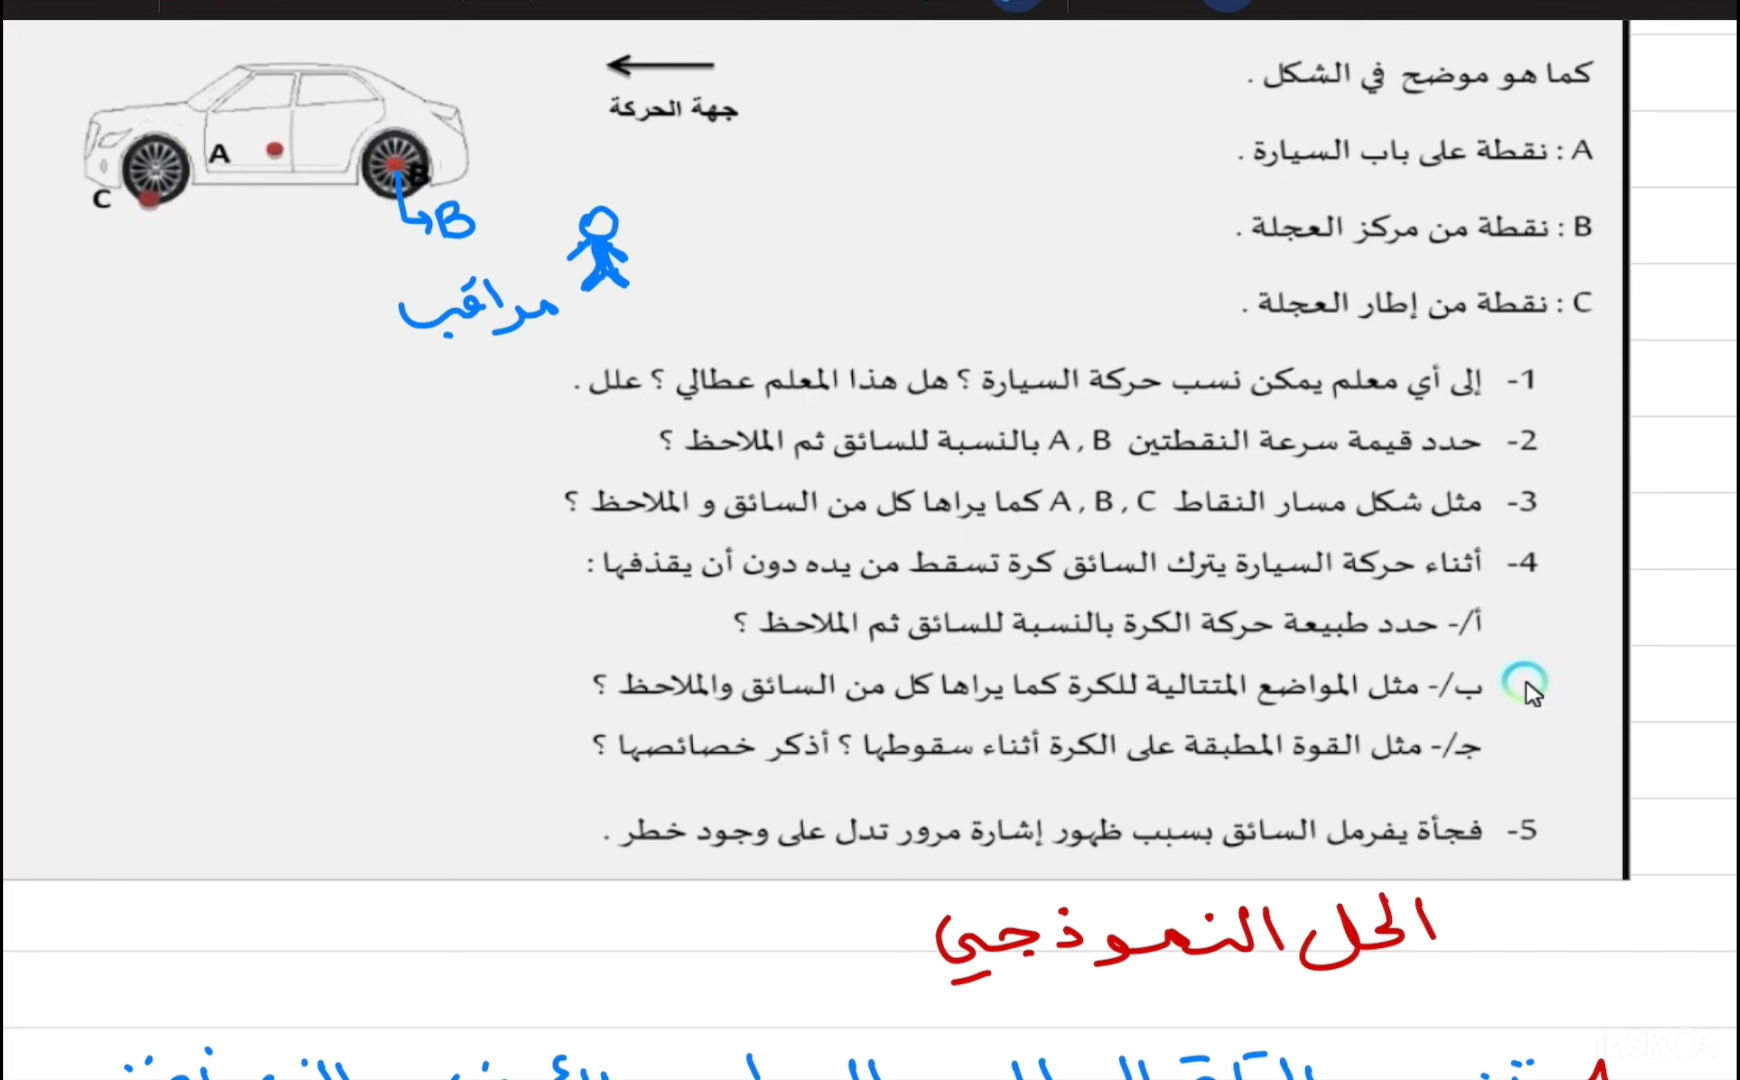 كما هو موضح في الشكل .
جهة الحركة
A : نقطة على باب السيارة .
A
B
C
B
B : نقطة من مركز العجلة .
مراقب
C : نقطة من إطار العجلة .
1- إلى أي معلم يمكن نسب حركة السيارة ؟ هل هذا المعلم عطالي ؟ علل .
2- حدد قيمة سرعة النقطتين A , B بالنسبة للسائق ثم الملاحظ ؟
3- مثل شكل مسار النقاط A , B , C كما يراها كل من السائق و الملاحظ ؟
4- أثناء حركة السيارة يترك السائق كرة تسقط من يده دون أن يقذفها :
أ/- حدد طبيعة حركة الكرة بالنسبة للسائق ثم الملاحظ ؟
ب/- مثل المواضع المتتالية للكرة كما يراها كل من السائق والملاحظ ؟
ج/- مثل القوة المطبقة على الكرة أثناء سقوطها ؟ أذكر خصائصها ؟
5- فجأة يفرمل السائق بسبب ظهور إشارة مرور تدل على وجود خطر .
الحل النموذجي